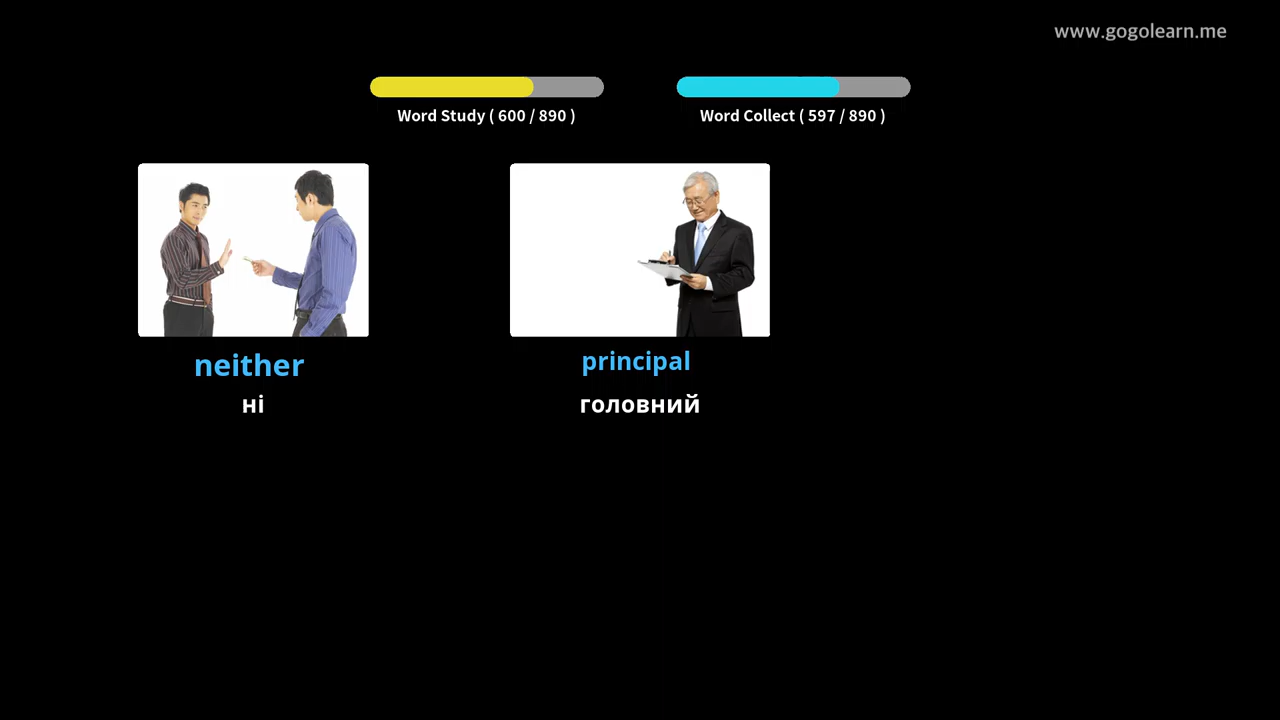 www.gogolearn.me
Word Study ( 600 / 890 )
Word Collect ( 597 / 890 )
neither
ні
principal
головний